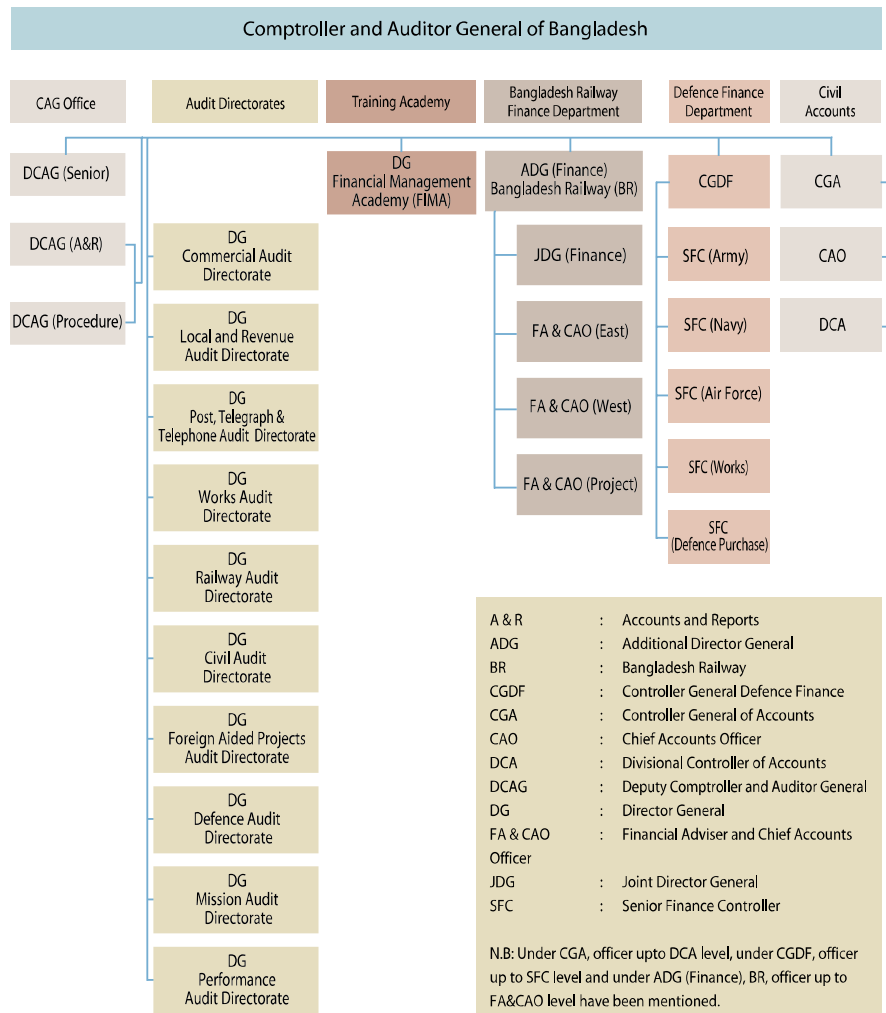 Comptroller and Auditor General of Bangladesh
CAG Office
Audit Directorates
Training Academy
Bangladesh Railway
Finance Department
Defence Finance
Department
Civil
Accounts
DCAG (Senior)
DCAG (A&R)
DCAG (Procedure)
DG
Commercial Audit
Directorate
DG
Local and Revenue
Audit Directorate
DG
Post, Telegraph &
Telephone Audit Directorate
DG
Works Audit
Directorate
DG
Railway Audit
Directorate
DG
Civil Audit
Directorate
DG
Foreign Aided Projects
Audit Directorate
DG
Defence Audit
Directorate
DG
Mission Audit
Directorate
DG
Performance
Audit Directorate
DG
Financial Management
Academy (FIMA)
ADG (Finance)
Bangladesh Railway (BR)
JDG (Finance)
FA & CAO (East)
FA & CAO (West)
FA & CAO (Project)
CGDF
SFC (Army)
SFC (Navy)
SFC (Air Force)
SFC (Works)
SFC
(Defence Purchase)
CGA
CAO
DCA
A & R : Accounts and Reports
ADG : Additional Director General
BR : Bangladesh Railway
CGDF : Controller General Defence Finance
CGA : Controller General of Accounts
CAO : Chief Accounts Officer
DCA : Divisional Controller of Accounts
DCAG : Deputy Comptroller and Auditor General
DG : Director General
FA & CAO : Financial Adviser and Chief Accounts
Officer
JDG : Joint Director General
SFC : Senior Finance Controller
N.B: Under CGA, officer upto DCA level, under CGDF, officer
up to SFC level and under ADG (Finance), BR, officer up to
FA&CAO level have been mentioned.